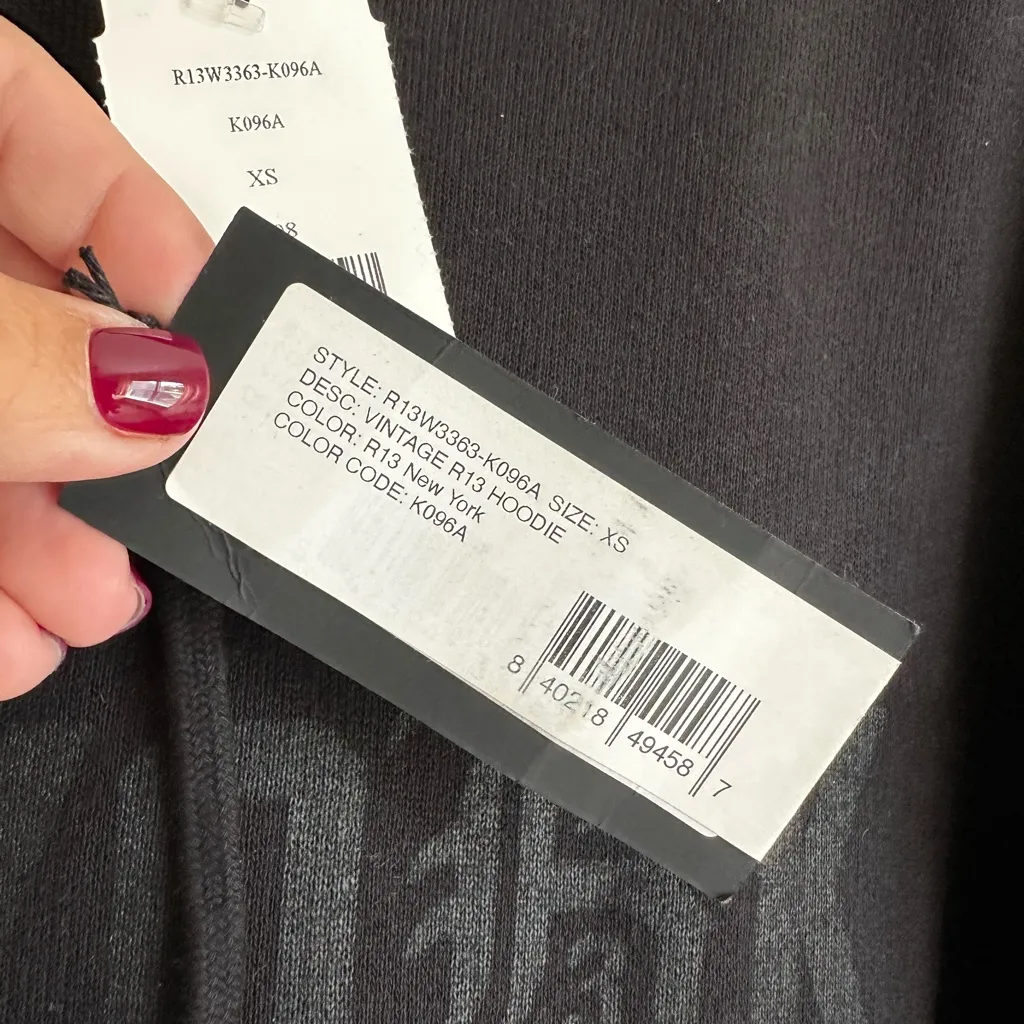 R13W3363-K096A
K096A
XS
98
STYLE: R13W3363-K096A SIZE: XS
DESC: VINTAGE R13 HOODIE
COLOR: R13 New York
COLOR CODE: K096A
8 40218 49458 7